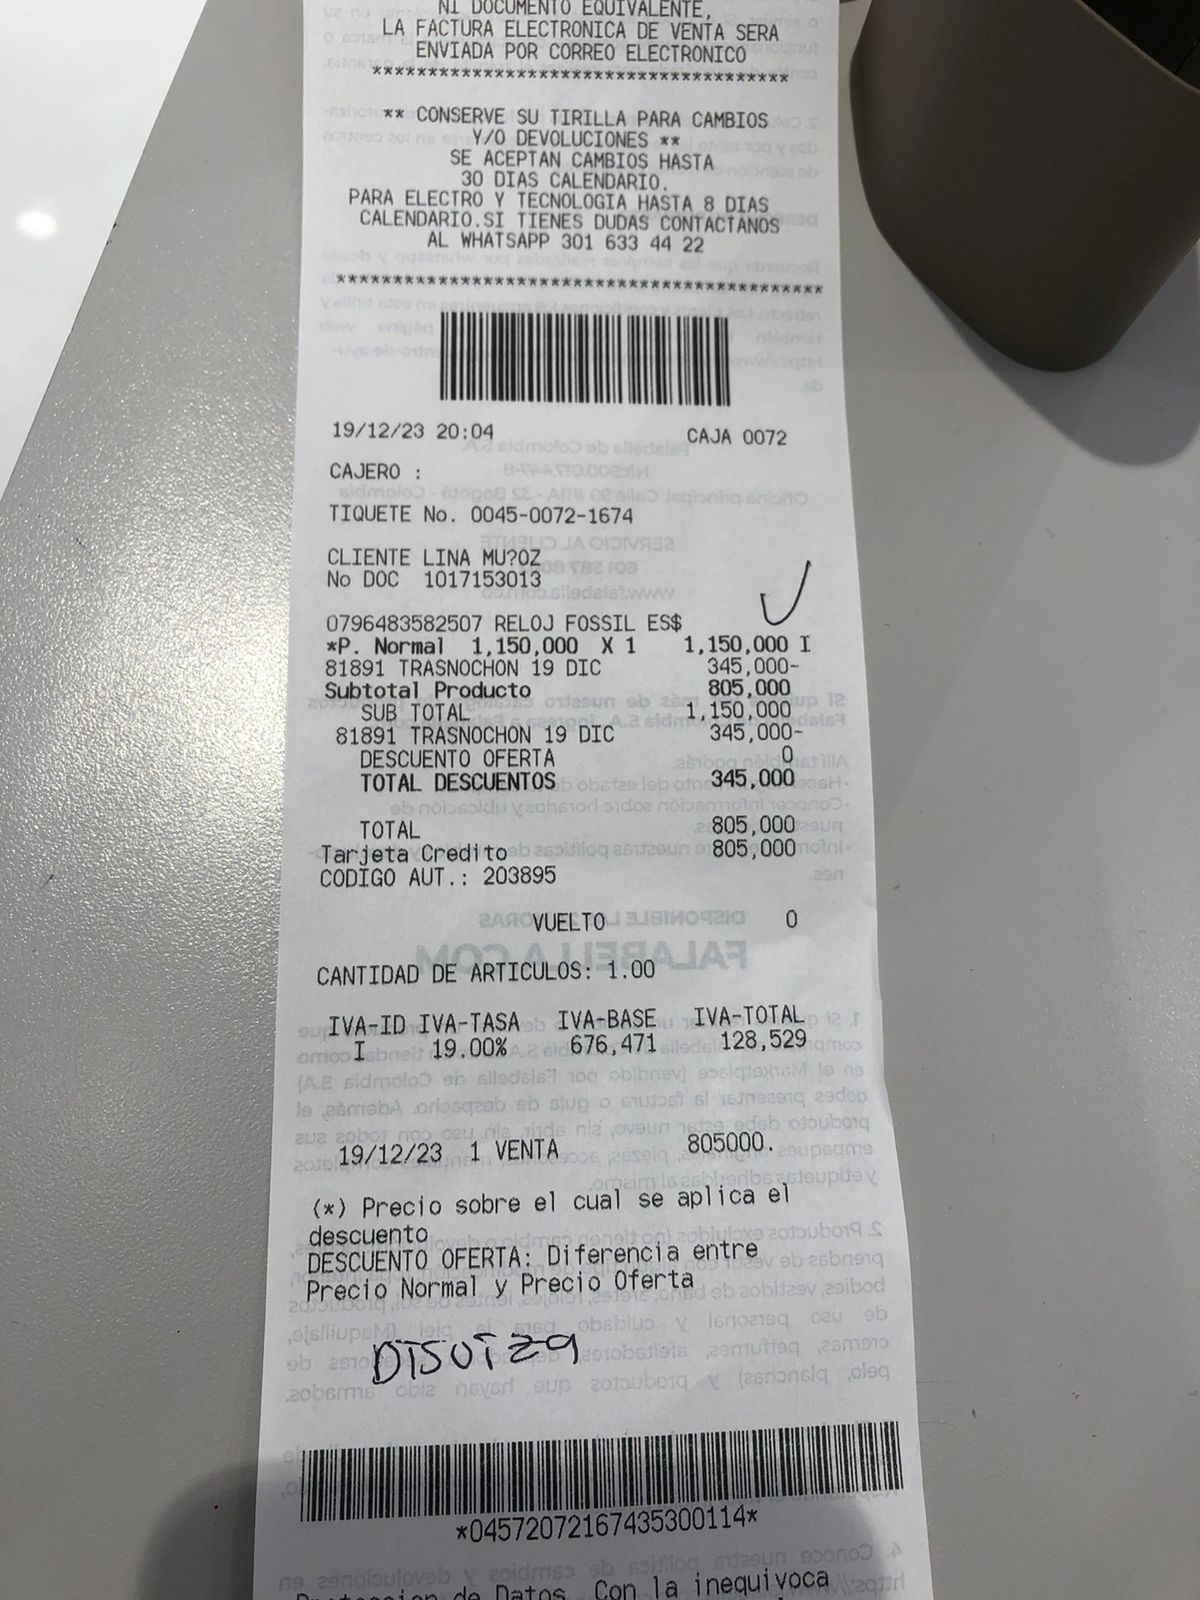 NI DOCUMENTO EQUIVALENTE,
LA FACTURA ELECTRONICA DE VENTA SERA
ENVIADA POR CORREO ELECTRONICO
****************************************
** CONSERVE SU TIRILLA PARA CAMBIOS
Y/O DEVOLUCIONES **
SE ACEPTAN CAMBIOS HASTA
30 DIAS CALENDARIO.
PARA ELECTRO Y TECNOLOGIA HASTA 8 DIAS
CALENDARIO.SI TIENES DUDAS CONTACTANOS
AL WHATSAPP 301 633 44 22
****************************************
19/12/23 20:04 CAJA 0072
CAJERO :
TIQUETE No. 0045-0072-1674
CLIENTE LINA MU?OZ
No DOC 1017153013
0796483582507 RELOJ FOSSIL ES$
*P. Normal 1,150,000 X 1 1,150,000 I
81891 TRASNOCHON 19 DIC 345,000-
Subtotal Producto 805,000
SUB TOTAL 1,150,000
81891 TRASNOCHON 19 DIC 345,000-
DESCUENTO OFERTA 0
TOTAL DESCUENTOS 345,000
TOTAL 805,000
Tarjeta Credito 805,000
CODIGO AUT.: 203895
VUELTO 0
CANTIDAD DE ARTICULOS: 1.00
IVA-ID IVA-TASA IVA-BASE IVA-TOTAL
I 19.00% 676,471 128,529
19/12/23 1 VENTA 805000.
(*) Precio sobre el cual se aplica el
descuento
DESCUENTO OFERTA: Diferencia entre
Precio Normal y Precio Oferta
*04572072167435300114*
Proteccion de Datos. Con la inequivoca